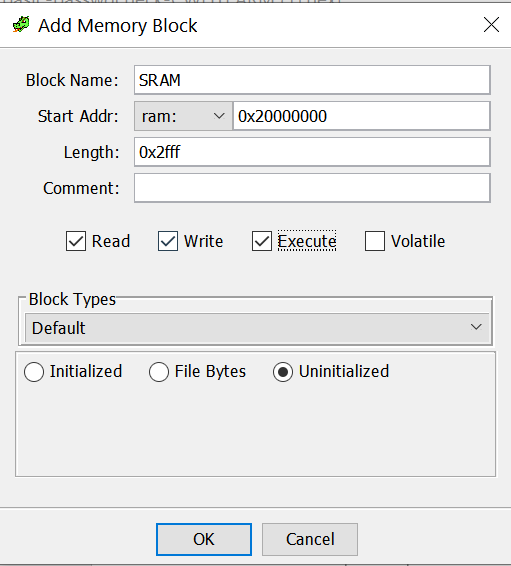 Add Memory Block
Block Name: SRAM
Start Addr: ram: 0x20000000
Length: 0x2fff
Comment:
Read Write Execute Volatile
Block Types
Default
Initialized File Bytes Uninitialized
OK Cancel